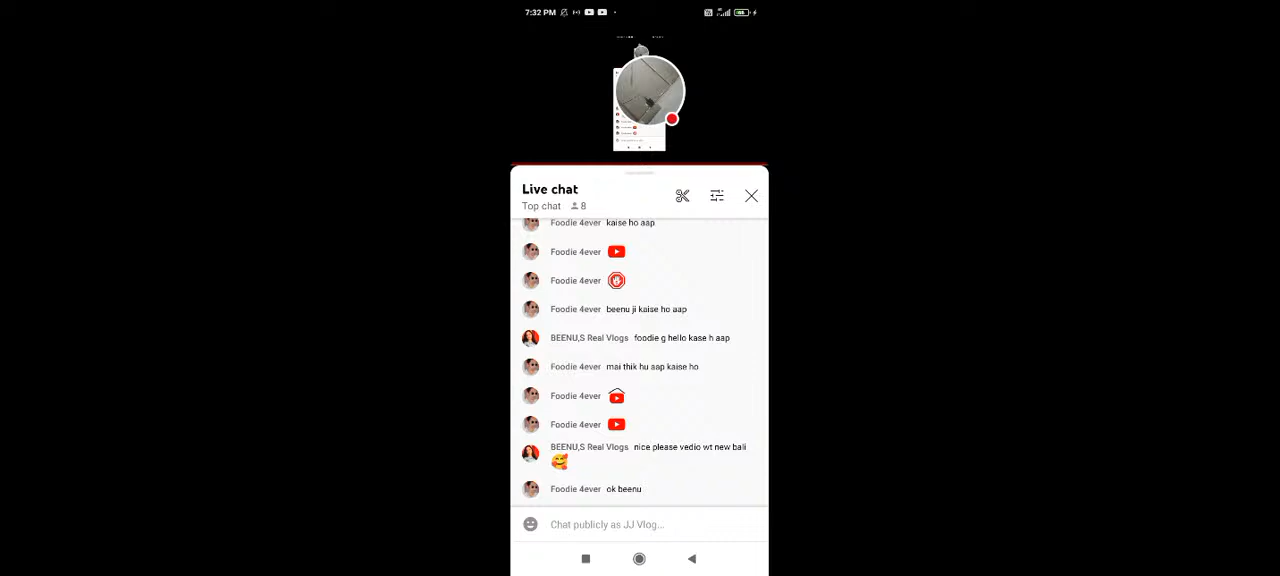 7:32 PM
Live chat
Top chat 8
Foodie 4ever kaise ho aap
Foodie 4ever
Foodie 4ever
Foodie 4ever beenu ji kaise ho aap
BEENU,S Real Vlogs foodie g hello kase h aap
Foodie 4ever mai thik hu aap kaise ho
Foodie 4ever
Foodie 4ever
BEENU,S Real Vlogs nice please vedio wt new bali
Foodie 4ever ok beenu
Chat publicly as JJ Vlog...